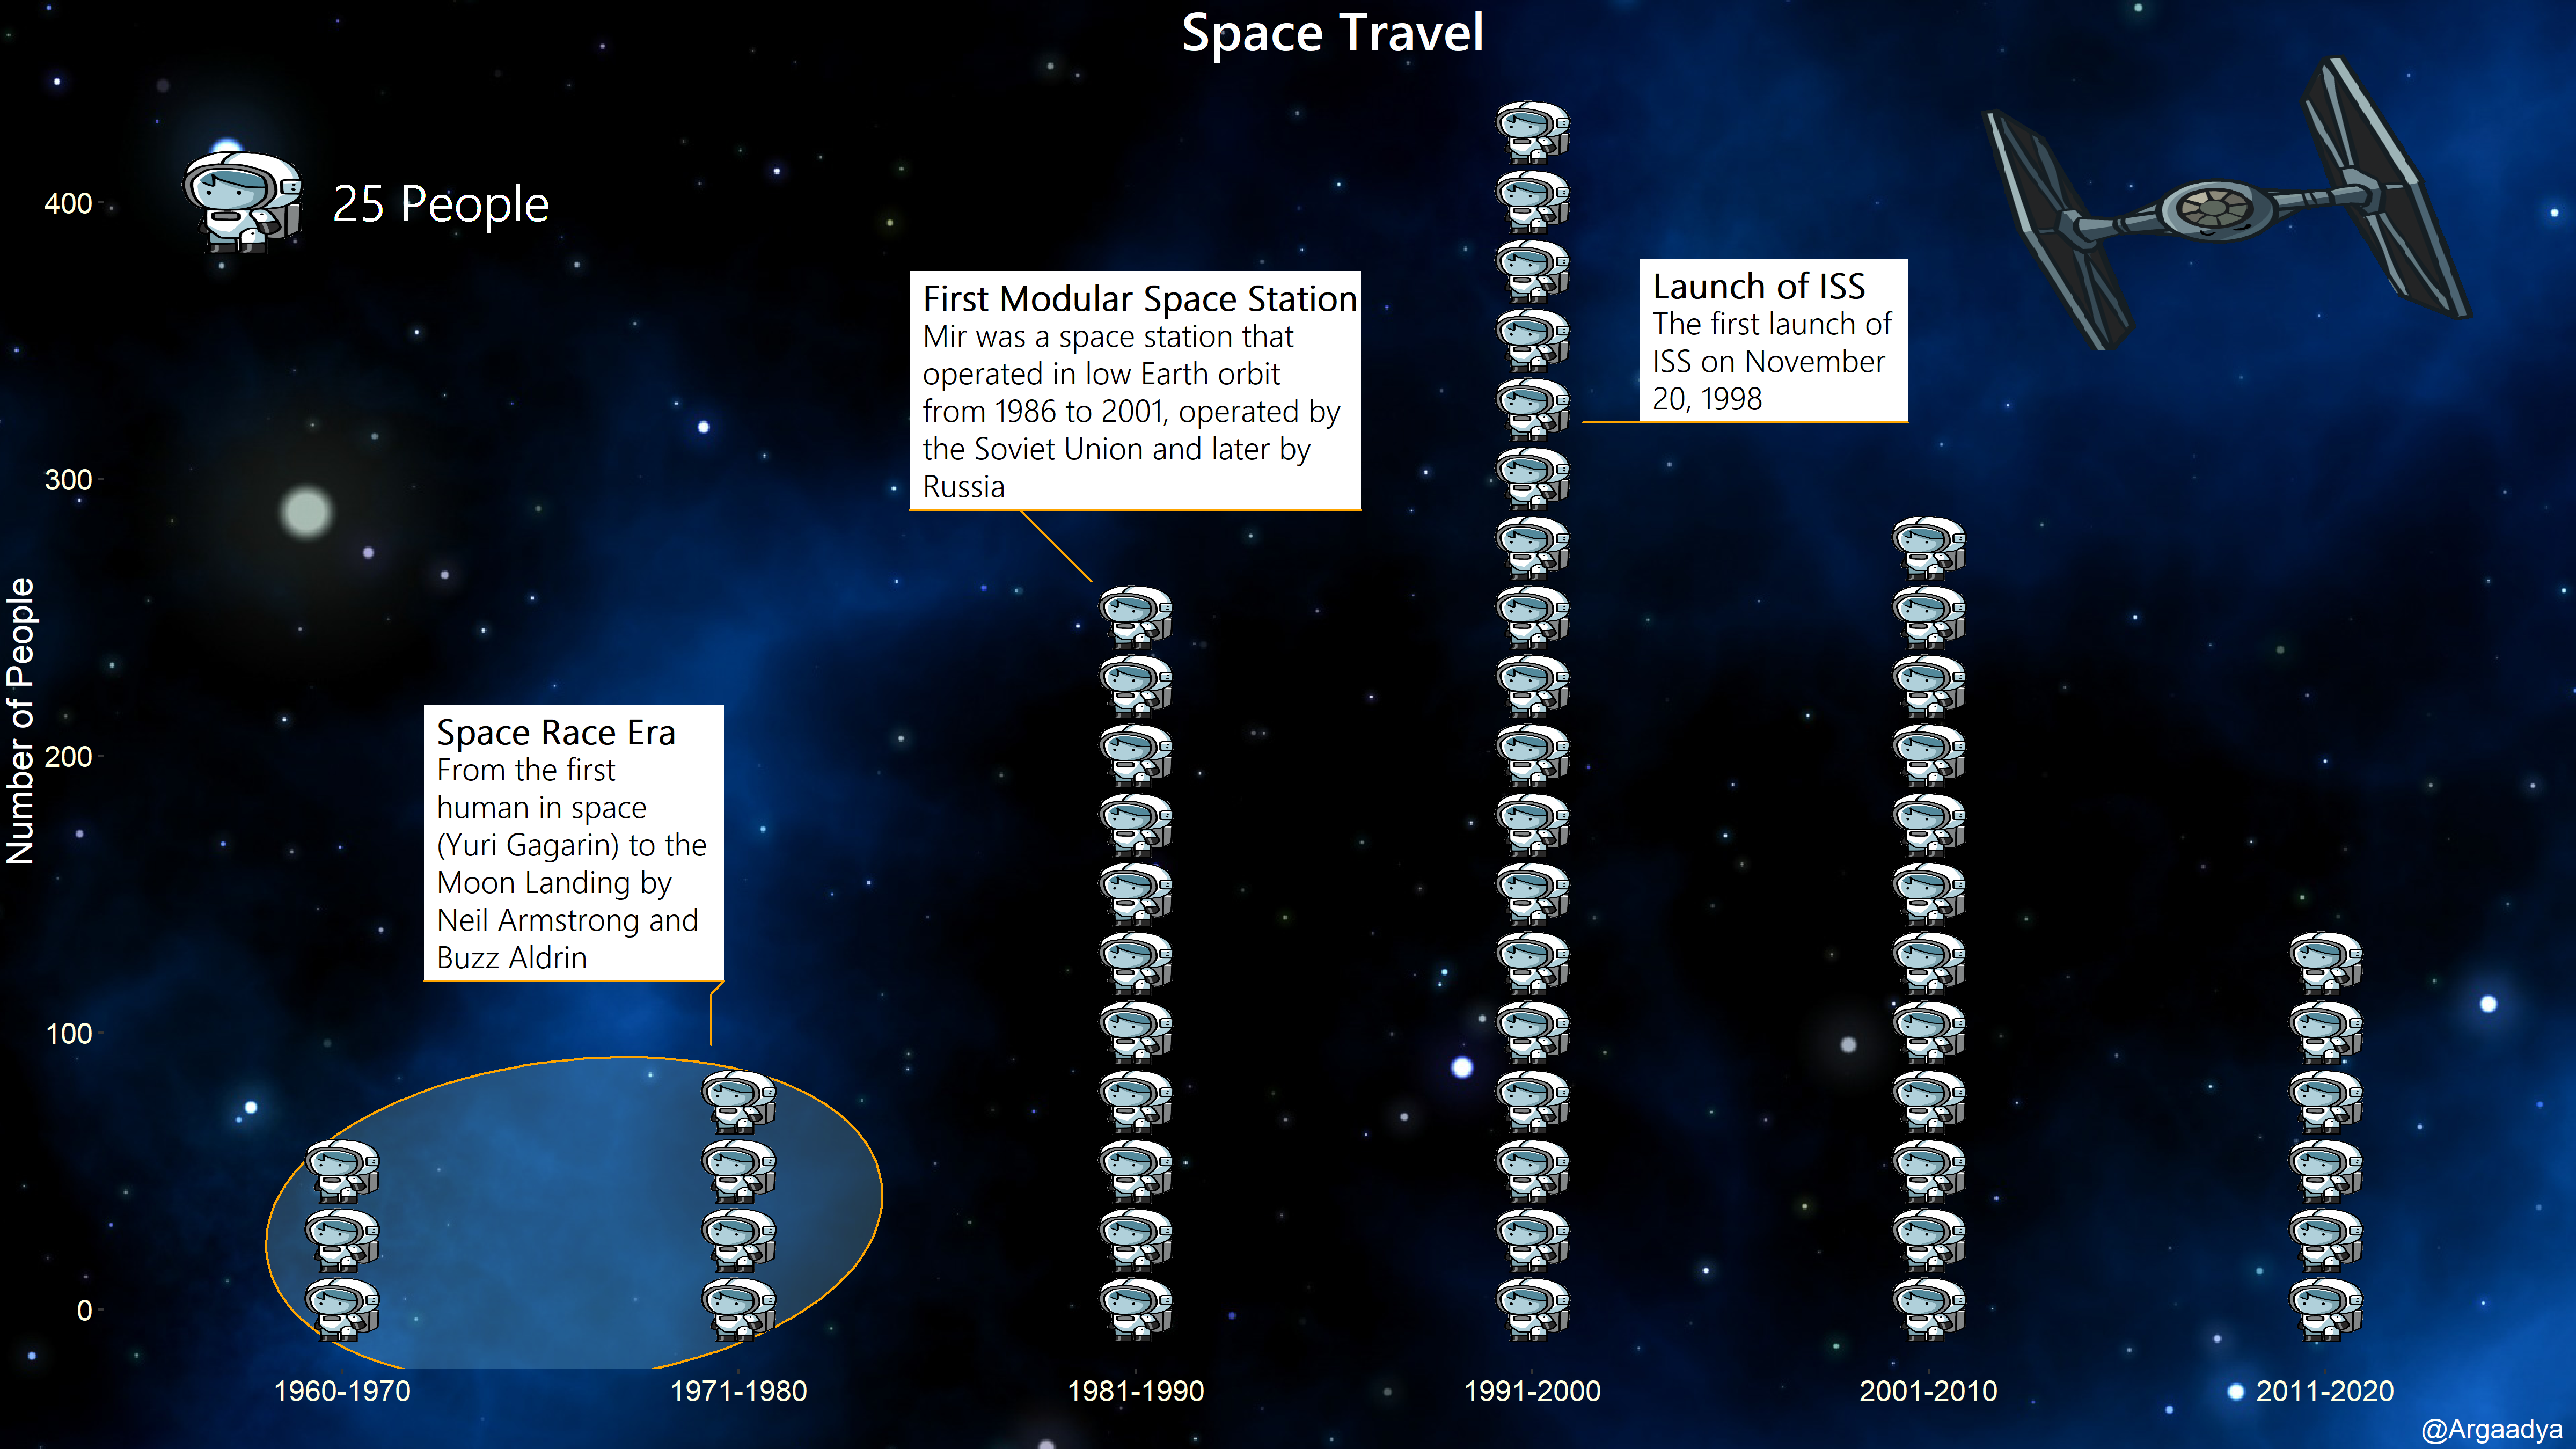 Space Travel
25 People
First Modular Space Station
Mir was a space station that
operated in low Earth orbit
from 1986 to 2001, operated by
the Soviet Union and later by
Russia
Launch of ISS
The first launch of
ISS on November
20, 1998
Space Race Era
From the first
human in space
(Yuri Gagarin) to the
Moon Landing by
Neil Armstrong and
Buzz Aldrin
Number of People
400
300
200
100
0
1960-1970
1971-1980
1981-1990
1991-2000
2001-2010
2011-2020
@Argaadya